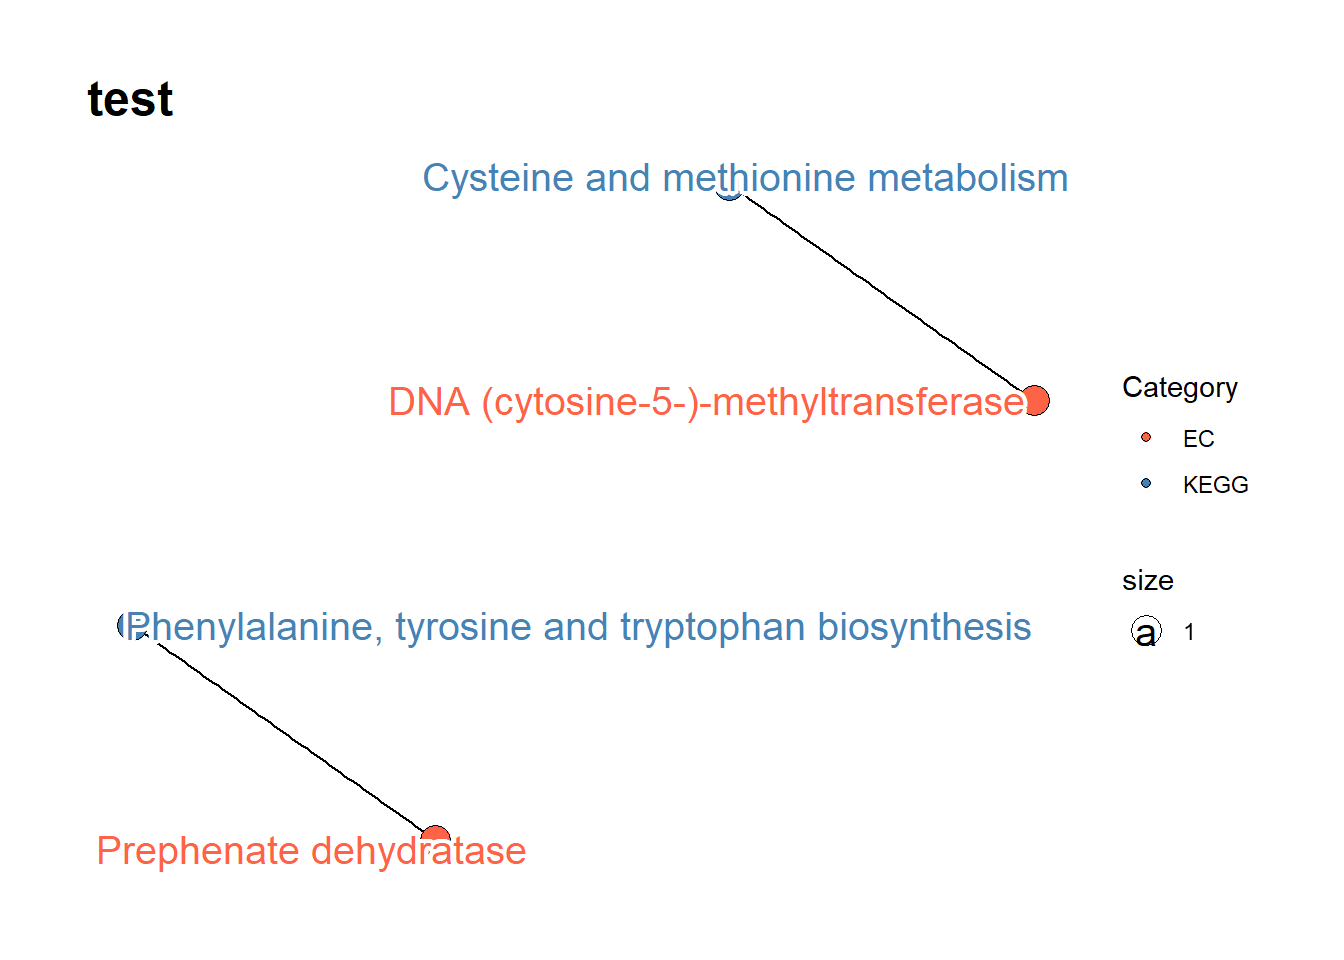 test
Cysteine and methionine metabolism
DNA (cytosine-5-)-methyltransferase
Category
EC
KEGG
size
a 1
Phenylalanine, tyrosine and tryptophan biosynthesis
Prephenate dehydratase